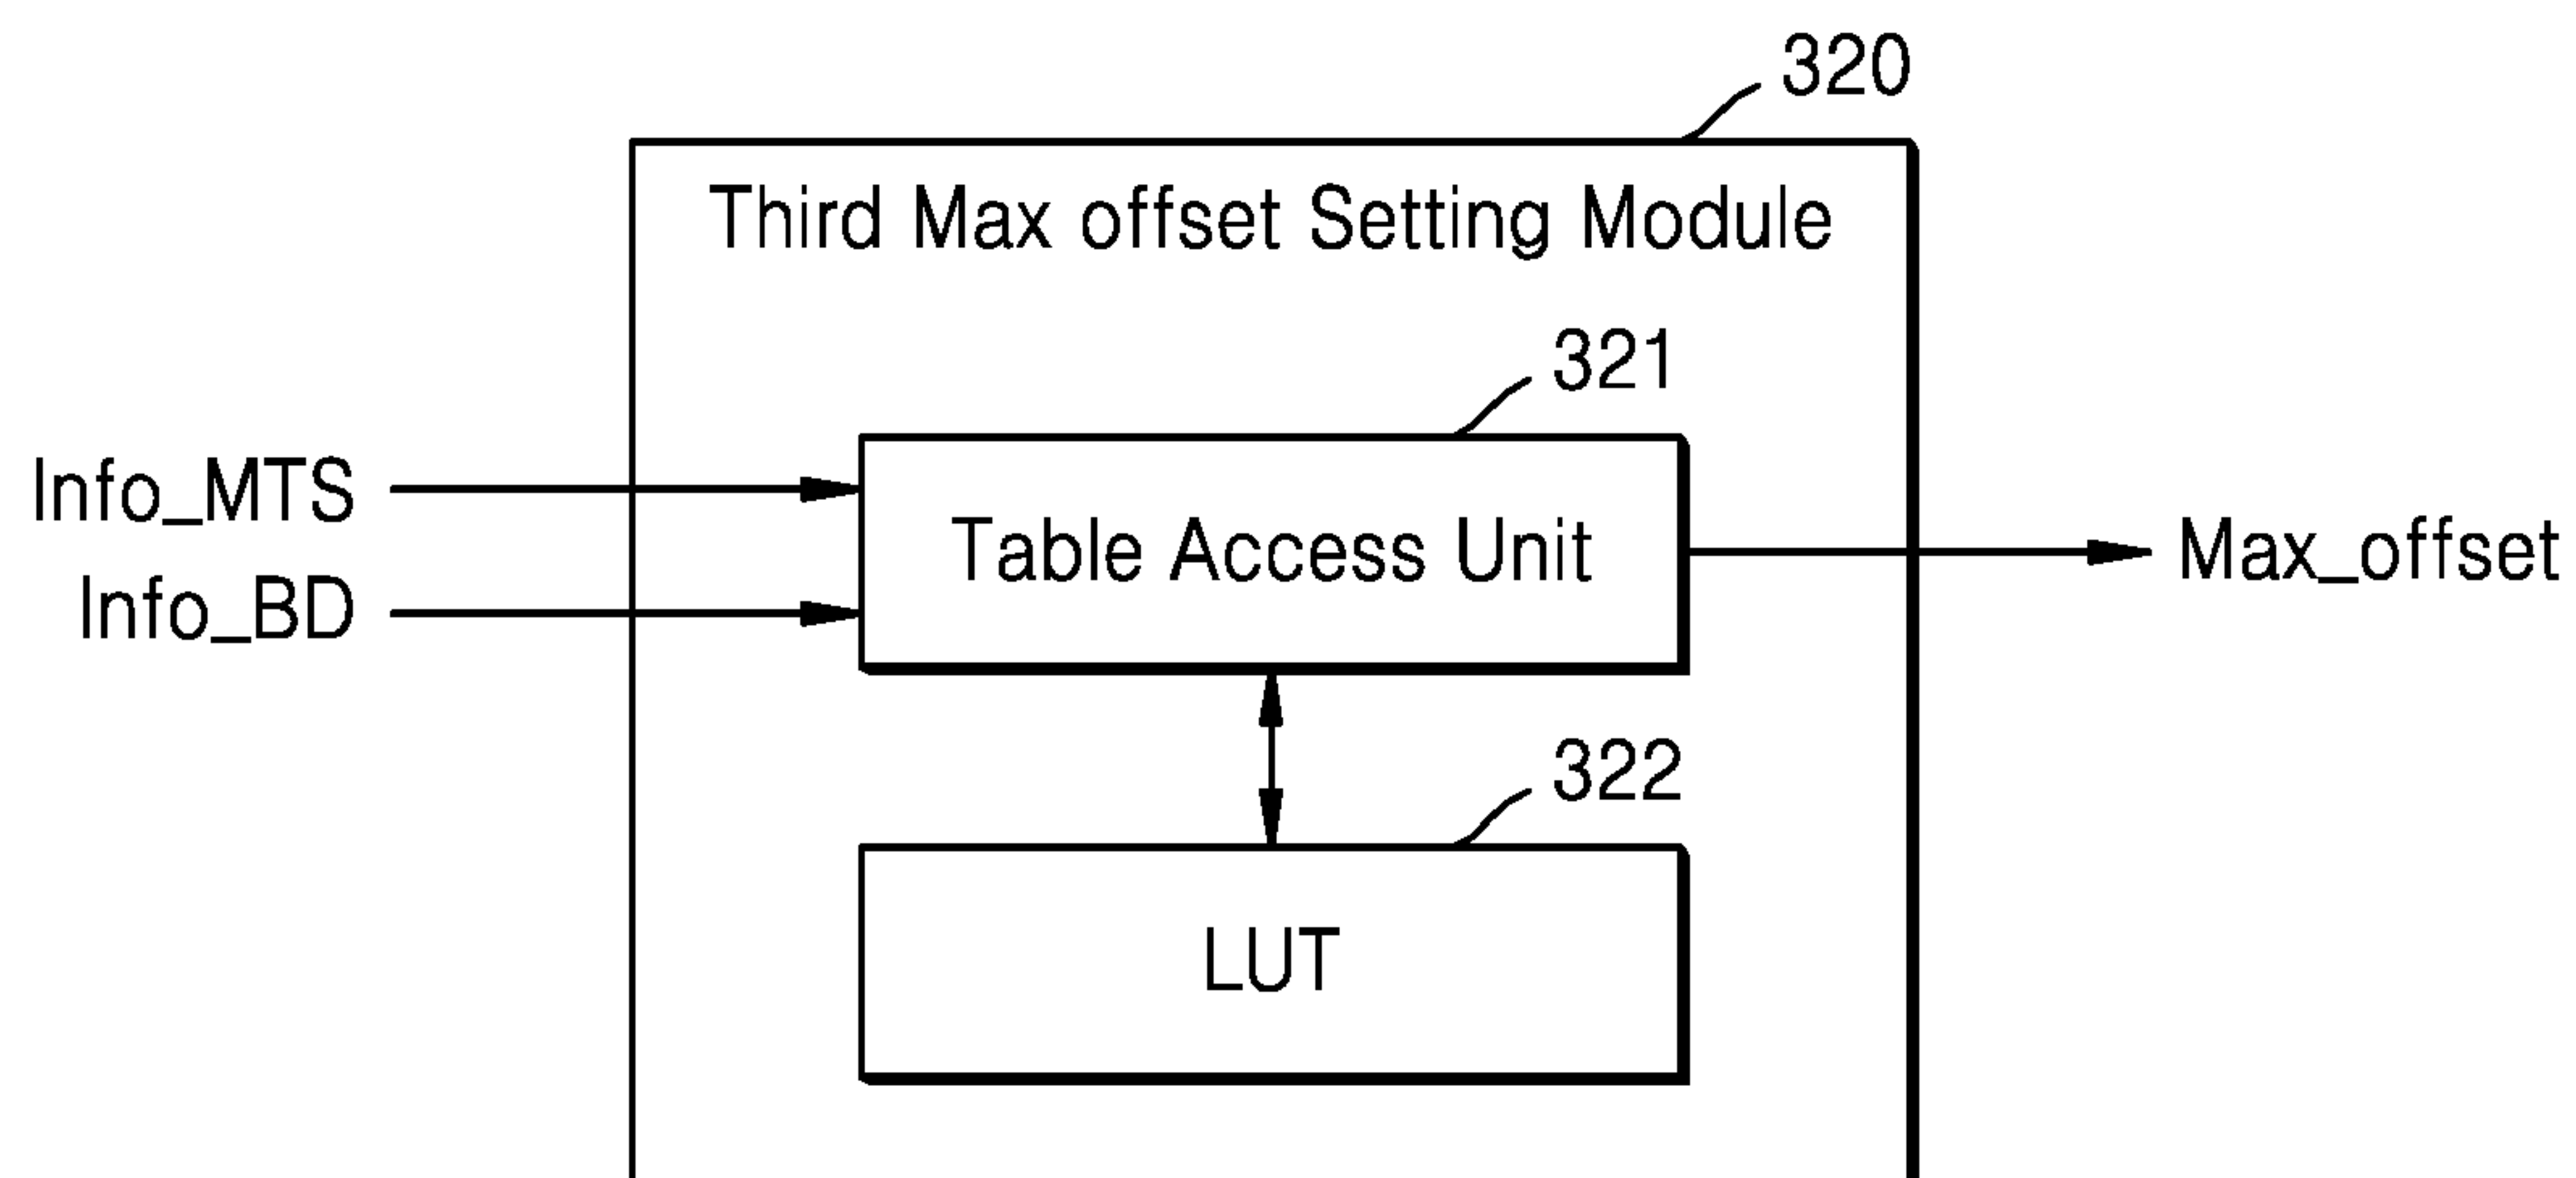 320
Third Max offset Setting Module
321
Info_MTS
Table Access Unit
Max_offset
Info_BD
322
LUT